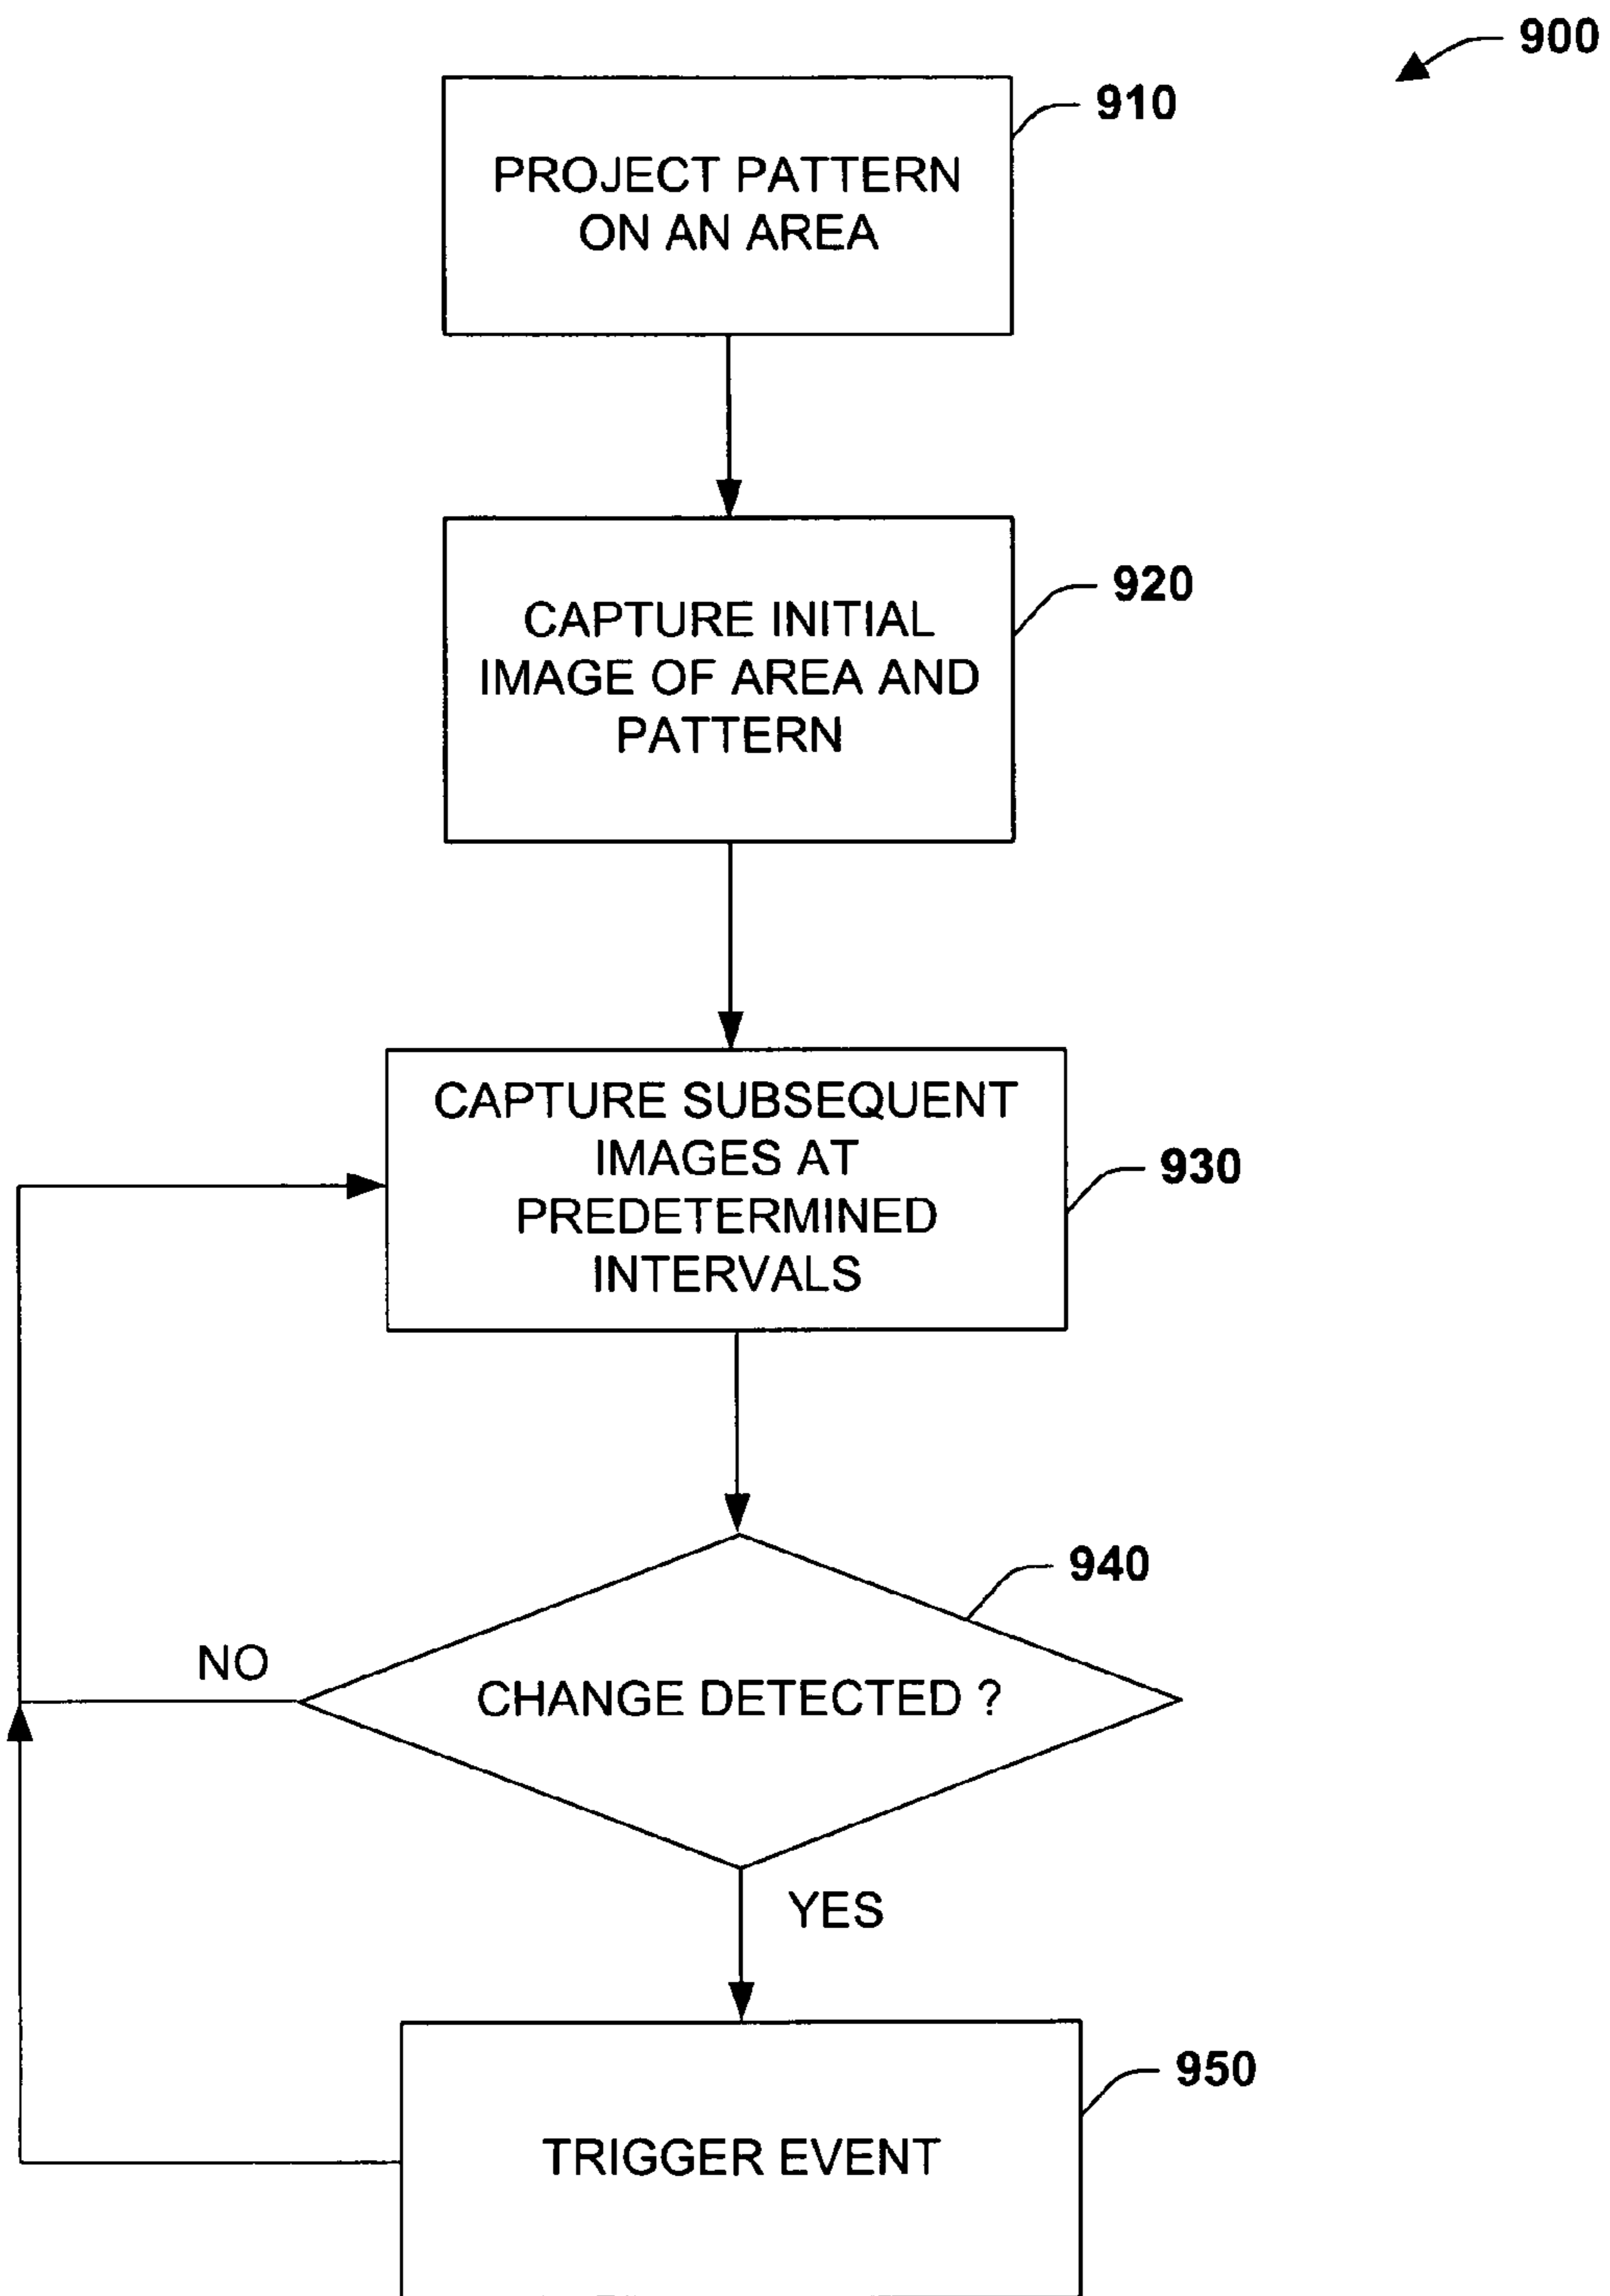 900
910
PROJECT PATTERN
ON AN AREA
920
CAPTURE INITIAL
IMAGE OF AREA AND
PATTERN
CAPTURE SUBSEQUENT
IMAGES AT
PREDETERMINED
INTERVALS
930
940
NO
CHANGE DETECTED ?
YES
950
TRIGGER EVENT